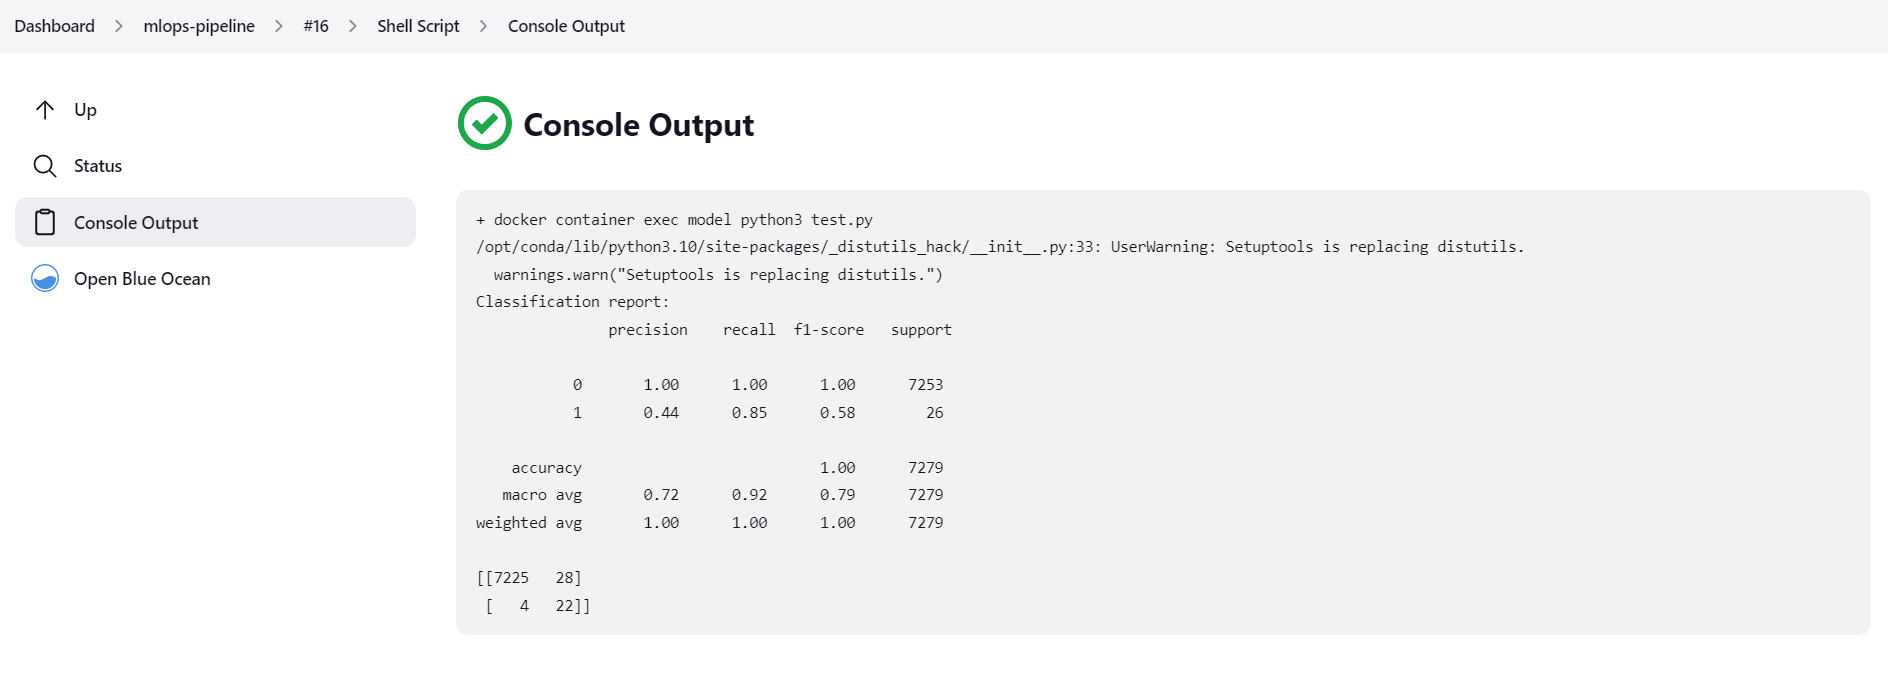 Dashboard > mlops-pipeline > #16 > Shell Script > Console Output
Up
Status
Console Output
Open Blue Ocean
Console Output
+ docker container exec model python3 test.py
/opt/conda/lib/python3.10/site-packages/_distutils_hack/__init__.py:33: UserWarning: Setuptools is replacing distutils.
  warnings.warn("Setuptools is replacing distutils.")
Classification report:
               precision    recall  f1-score   support

           0       1.00      1.00      1.00      7253
           1       0.44      0.85      0.58        26

    accuracy                           1.00      7279
   macro avg       0.72      0.92      0.79      7279
weighted avg       1.00      1.00      1.00      7279

[[7225   28]
 [   4   22]]